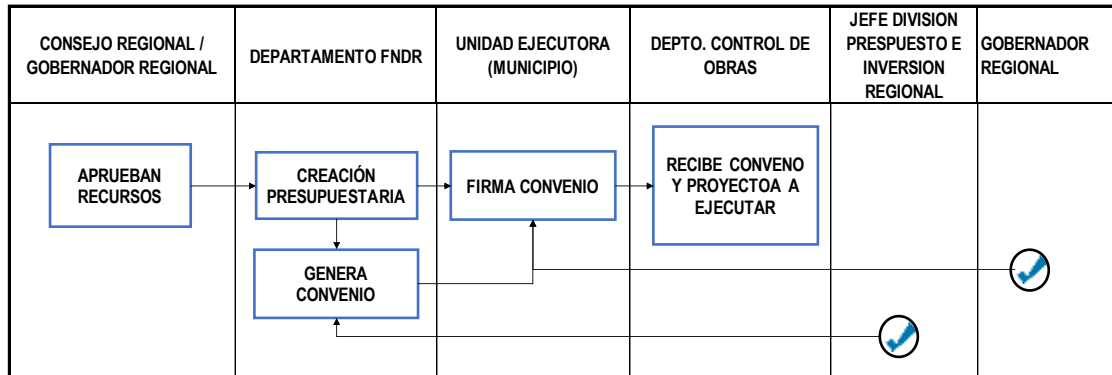 CONSEJO REGIONAL /
GOBERNADOR REGIONAL
DEPARTAMENTO FNDR
UNIDAD EJECUTORA
(MUNICIPIO)
DEPTO. CONTROL DE
OBRAS
JEFE DIVISION
PRESPUESTO E
INVERSION
REGIONAL
GOBERNADOR
REGIONAL
APRUEBAN
RECURSOS
CREACIÓN
PRESUPUESTARIA
FIRMA CONVENIO
RECIBE CONVENO
Y PROYECTOA A
EJECUTAR
GENERA
CONVENIO